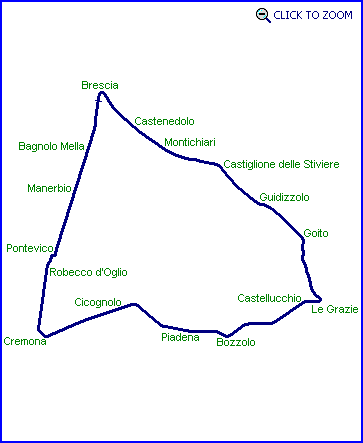 CLICK TO ZOOM
Brescia
Castenedolo
Montichiari
Bagnolo Mella
Castiglione delle Stiviere
Manerbio
Guidizzolo
Goito
Pontevico
Robecco d'Oglio
Castellucchio
Cicognolo
Le Grazie
Piadena
Cremona
Bozzolo